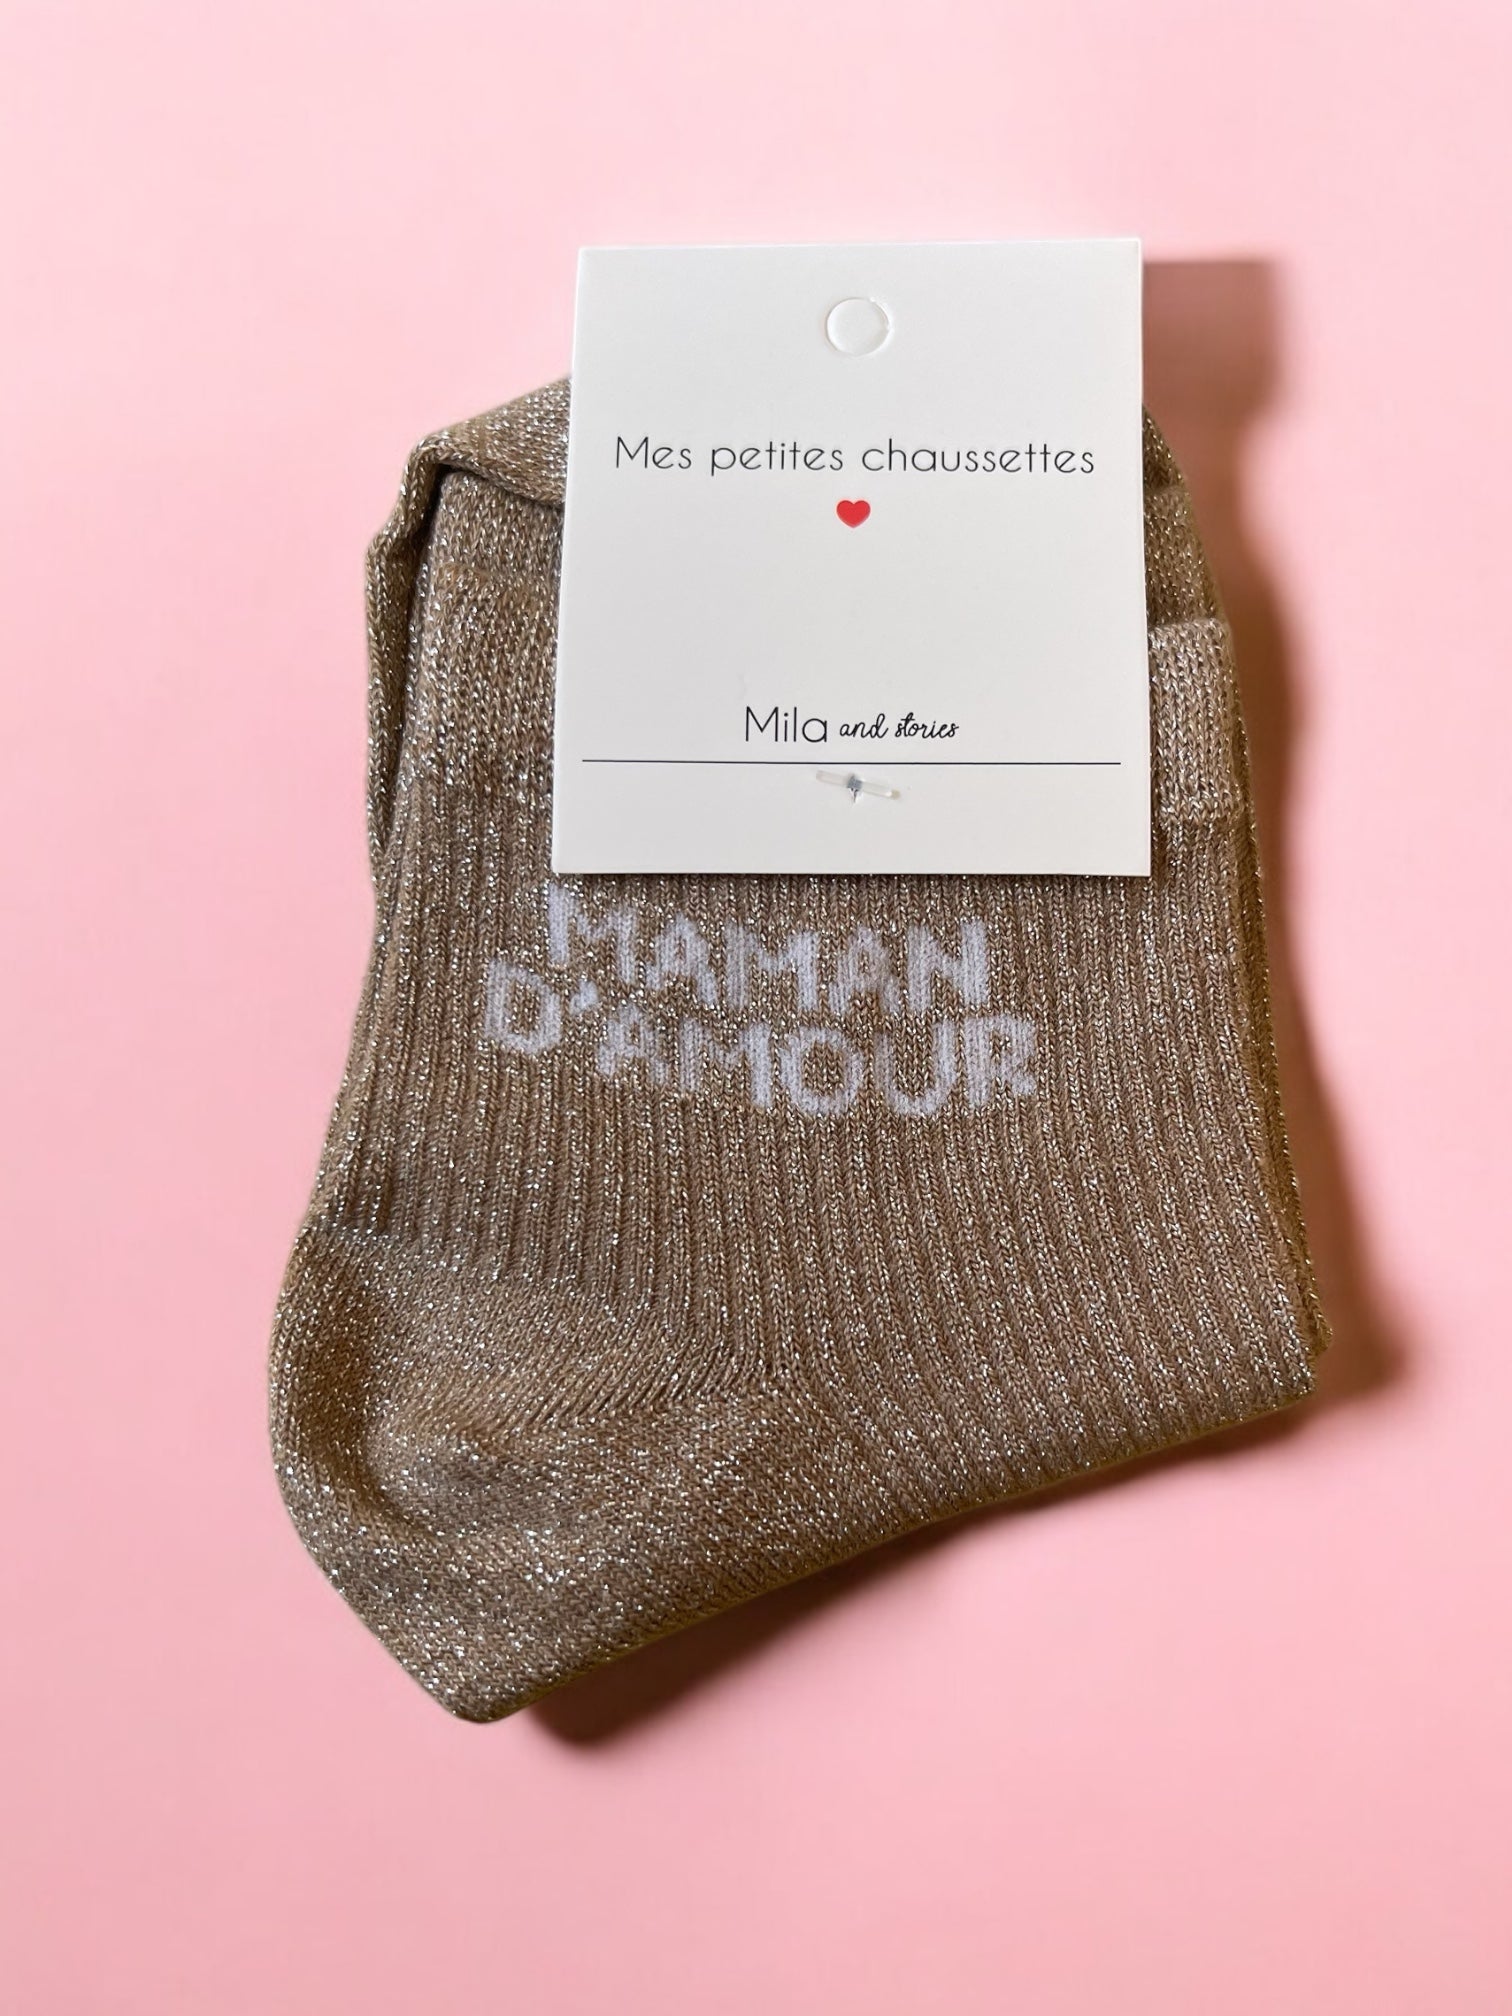 Mes petites chaussettes
Mila and stories
MAMAN
D'AMOUR